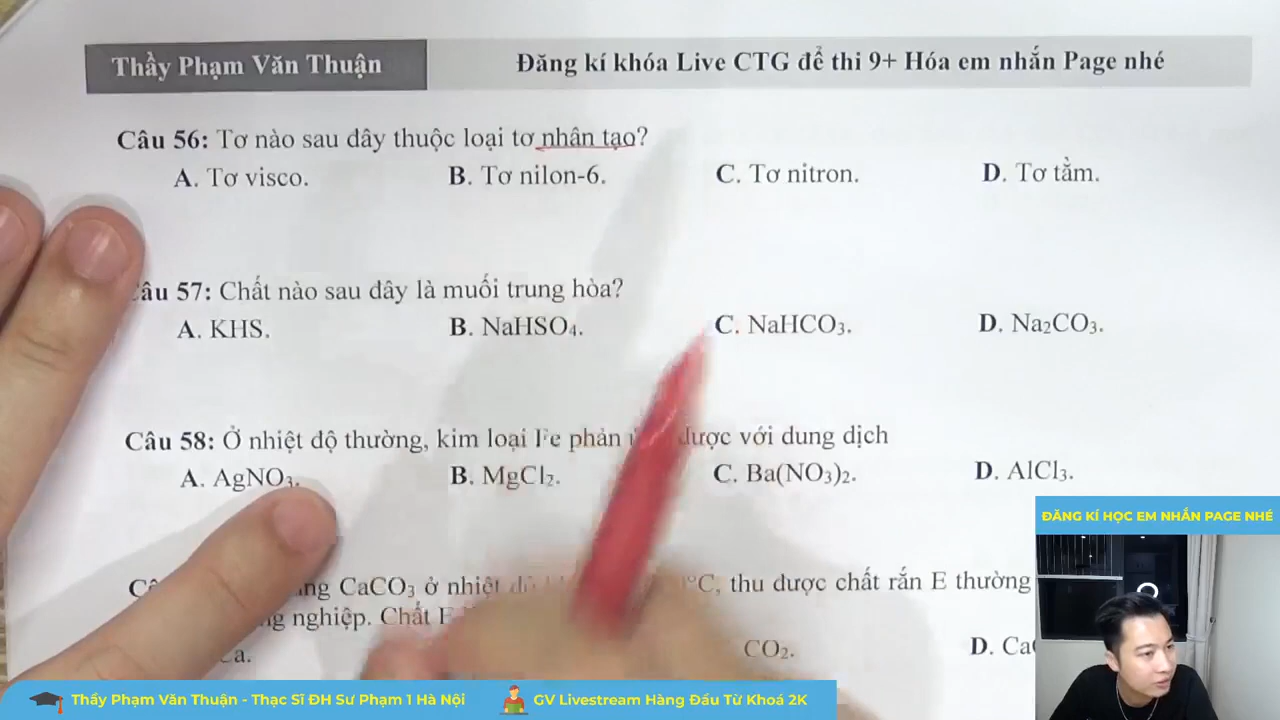 Thầy Phạm Văn Thuận
Đăng kí khóa Live CTG để thi 9+ Hóa em nhắn Page nhé
Câu 56: Tơ nào sau đây thuộc loại tơ nhân tạo?
A. Tơ visco. B. Tơ nilon-6. C. Tơ nitron. D. Tơ tằm.
âu 57: Chất nào sau đây là muối trung hòa?
A. KHS. B. NaHSO₄. C. NaHCO₃. D. Na₂CO₃.
Câu 58: Ở nhiệt độ thường, kim loại Fe phản được với dung dịch
A. AgNO₃. B. MgCl₂. C. Ba(NO₃)₂. D. AlCl₃.
ĐĂNG KÍ HỌC EM NHẮN PAGE NHÉ
CaCO₃ ở nhiệt °C, thu được chất rắn E thường
nghiệp. Chất
a. CO₂. D.
Thầy Phạm Văn Thuận - Thạc Sĩ ĐH Sư Phạm 1 Hà Nội
GV Livestream Hàng Đầu Từ Khoá 2K